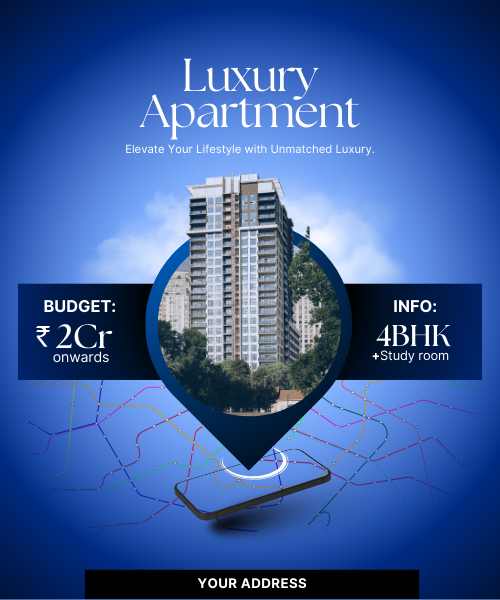 Luxury
Apartment
Elevate Your Lifestyle with Unmatched Luxury.
BUDGET:
₹ 2Cr
onwards
INFO:
4BHK
+Study room
YOUR ADDRESS